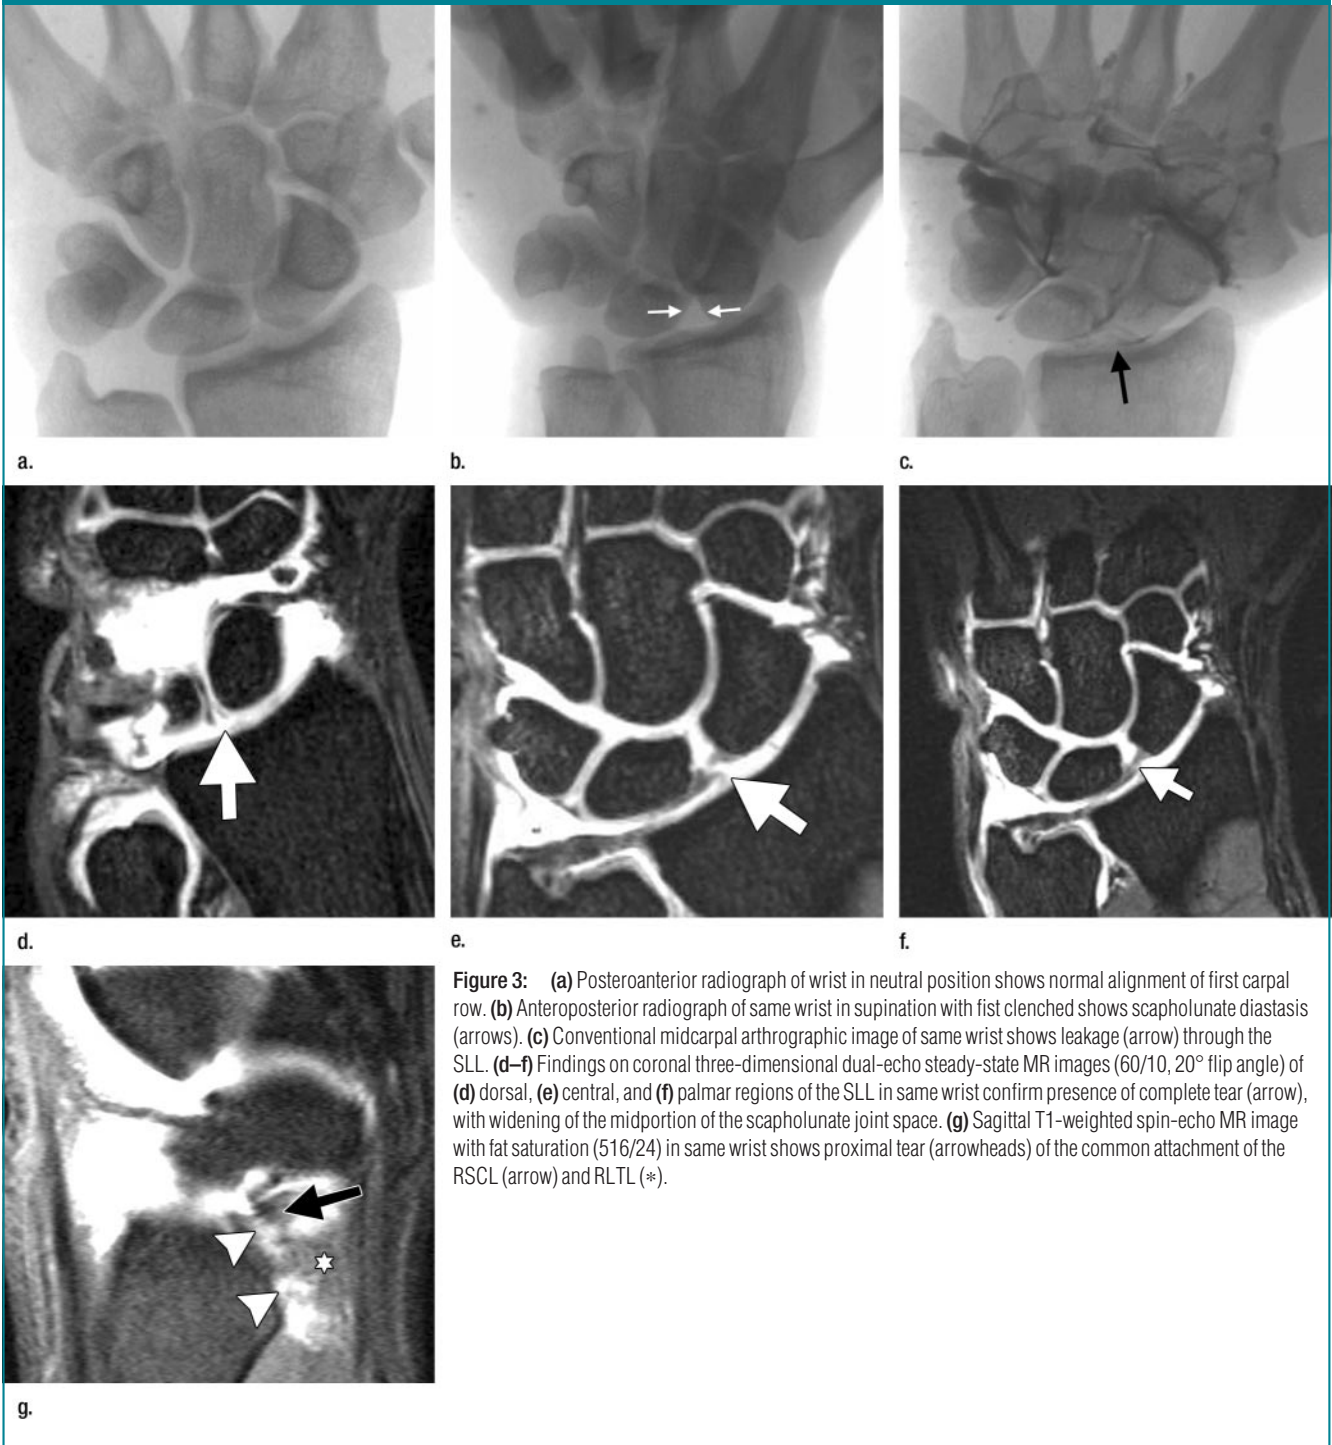 a.
b.
c.
d.
e.
f.
Figure 3: (a) Posteroanterior radiograph of wrist in neutral position shows normal alignment of first carpal
row. (b) Anteroposterior radiograph of same wrist in supination with fist clenched shows scapholunate diastasis
(arrows). (c) Conventional midcarpal arthrographic image of same wrist shows leakage (arrow) through the
SLL. (d–f) Findings on coronal three-dimensional dual-echo steady-state MR images (60/10, 20° flip angle) of
(d) dorsal, (e) central, and (f) palmar regions of the SLL in same wrist confirm presence of complete tear (arrow),
with widening of the midportion of the scapholunate joint space. (g) Sagittal T1-weighted spin-echo MR image
with fat saturation (516/24) in same wrist shows proximal tear (arrowheads) of the common attachment of the
RSCL (arrow) and RLTL (*).
g.